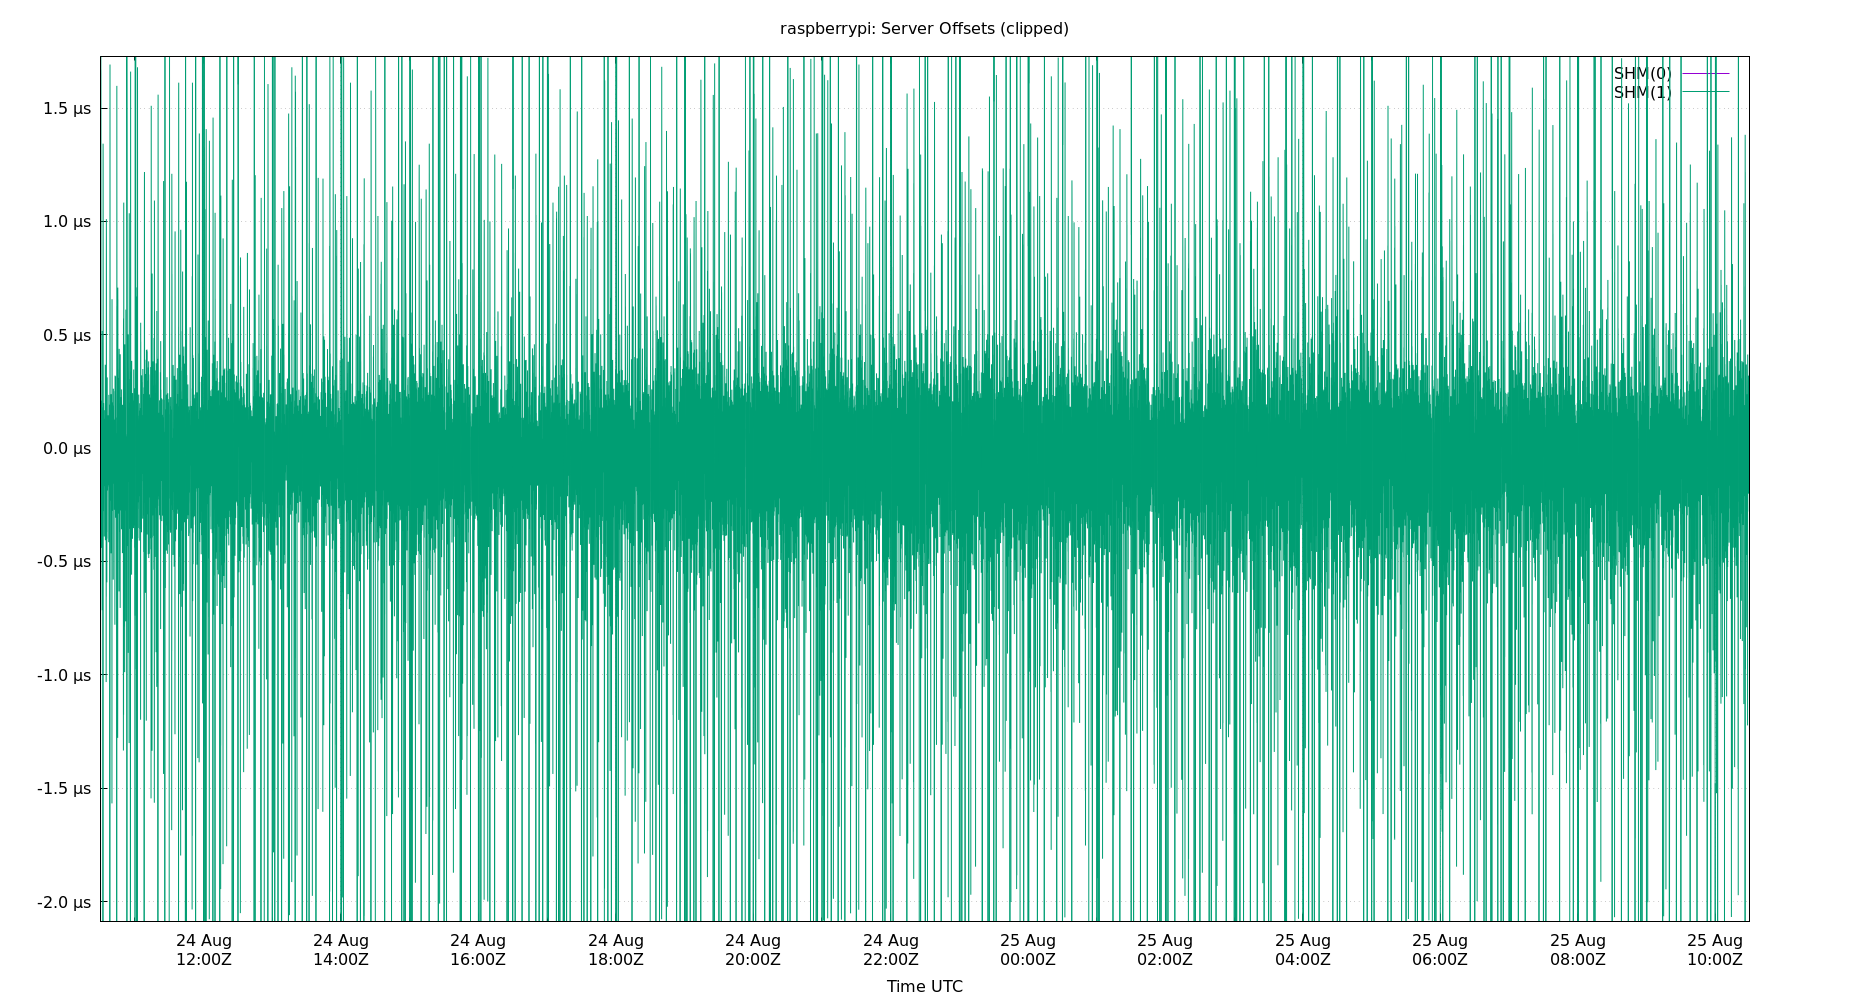 raspberrypi: Server Offsets (clipped)
SHM(0)
SHM(1)
1.5 µs
1.0 µs
0.5 µs
0.0 µs
-0.5 µs
-1.0 µs
-1.5 µs
-2.0 µs
24 Aug 24 Aug 24 Aug 24 Aug 24 Aug 24 Aug 25 Aug 25 Aug 25 Aug 25 Aug 25 Aug 25 Aug
12:00Z 14:00Z 16:00Z 18:00Z 20:00Z 22:00Z 00:00Z 02:00Z 04:00Z 06:00Z 08:00Z 10:00Z
Time UTC